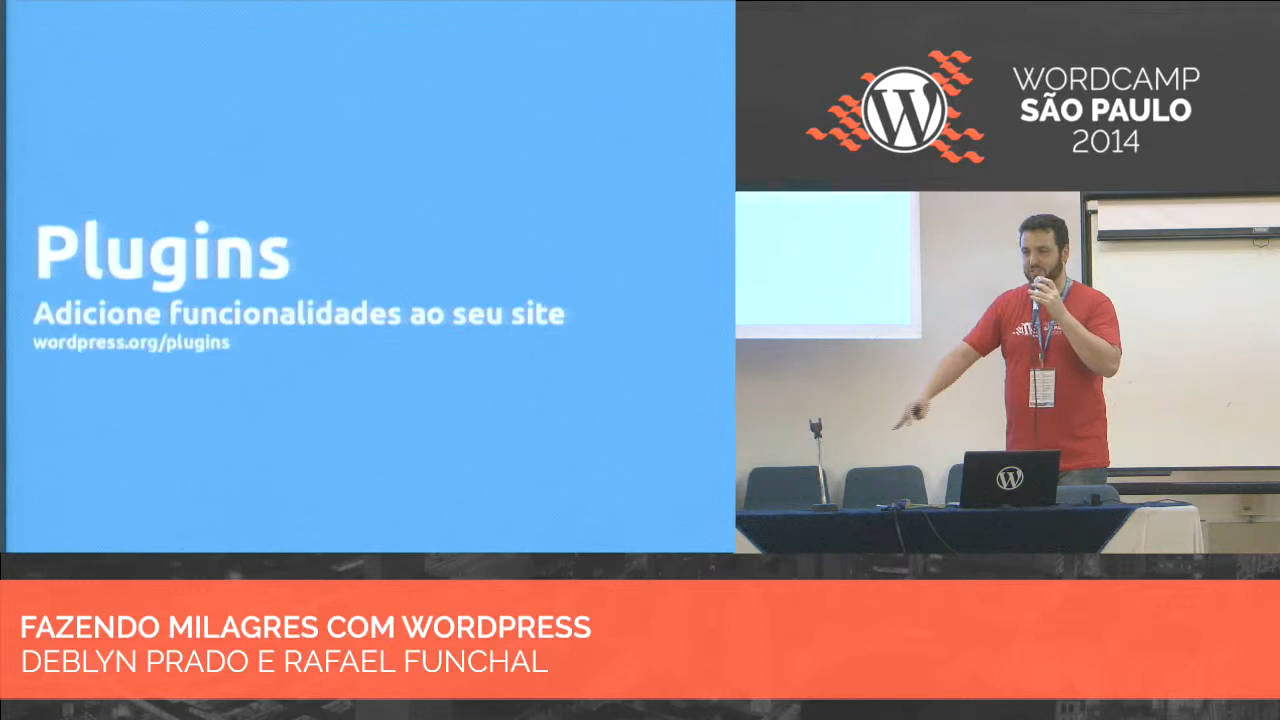 Plugins
Adicione funcionalidades ao seu site
wordpress.org/plugins
WORDCAMP
SÃO PAULO
2014
FAZENDO MILAGRES COM WORDPRESS
DEBLYN PRADO E RAFAEL FUNCHAL